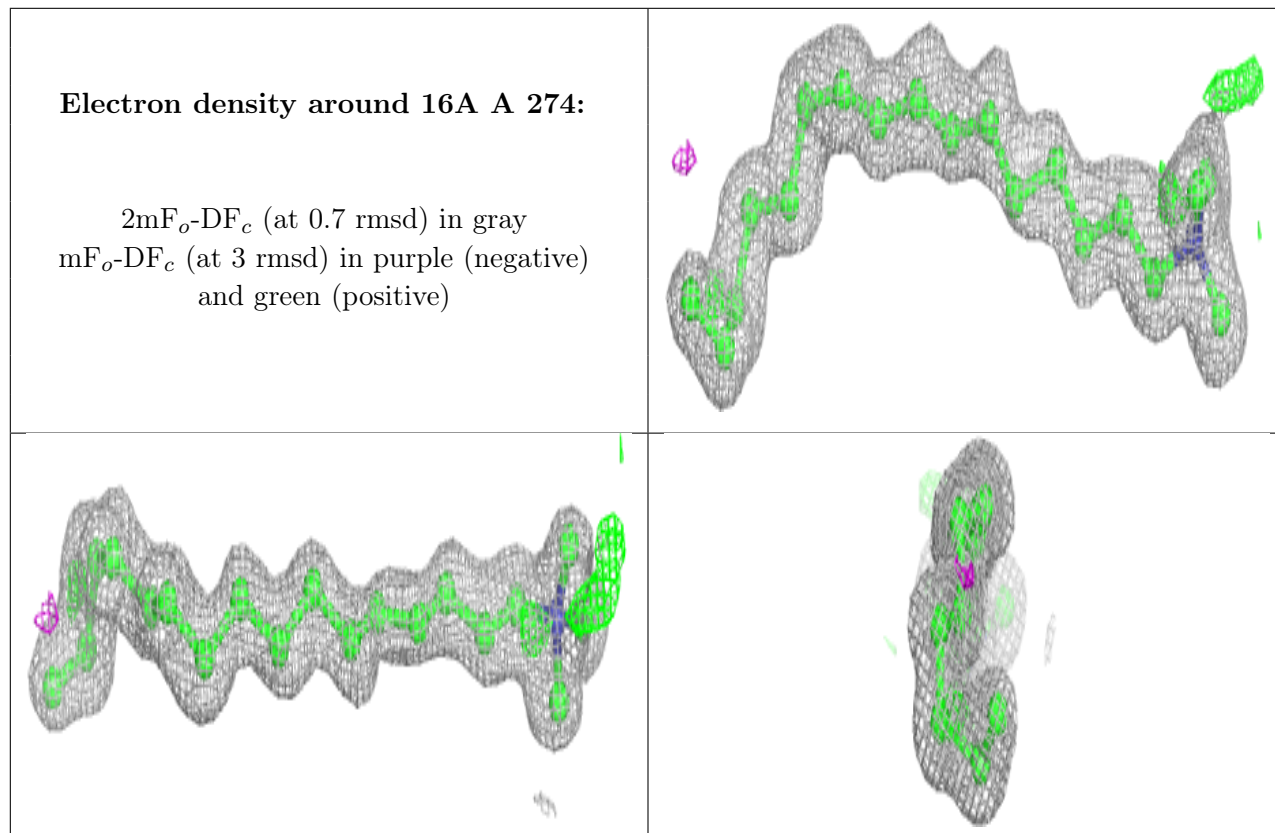 Electron density around 16A A 274:
2mFo-DFc (at 0.7 rmsd) in gray
mFo-DFc (at 3 rmsd) in purple (negative)
and green (positive)